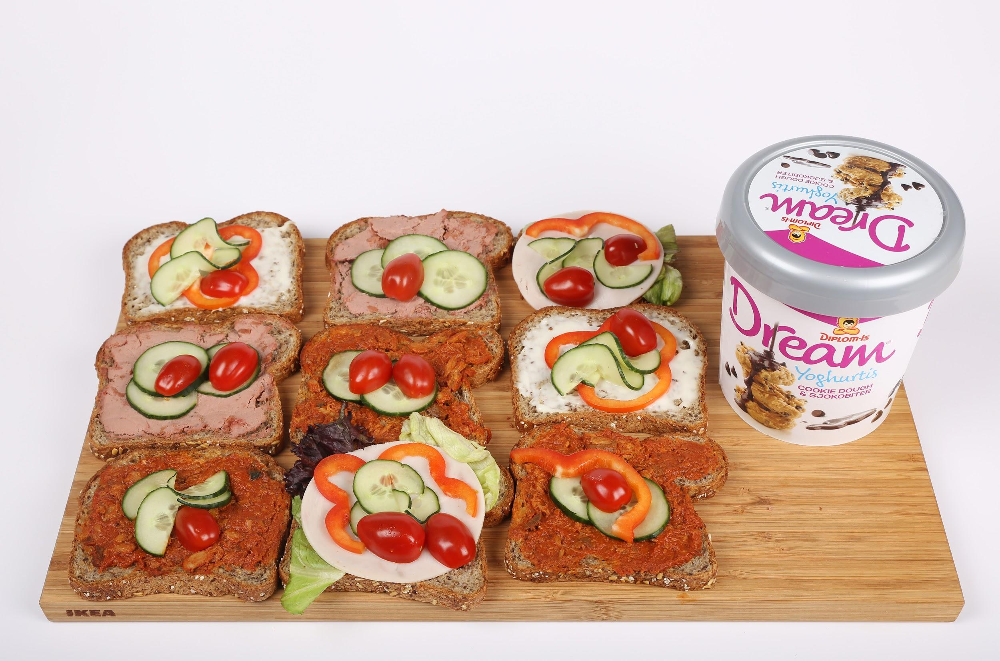 COOKIE DOUGH
& SJOKOBITER
Yoghurtis
Dream®
DIPLOM-IS
DIPLOM-IS
Dream®
Yoghurtis
COOKIE DOUGH
& SJOKOBITER
IKEA